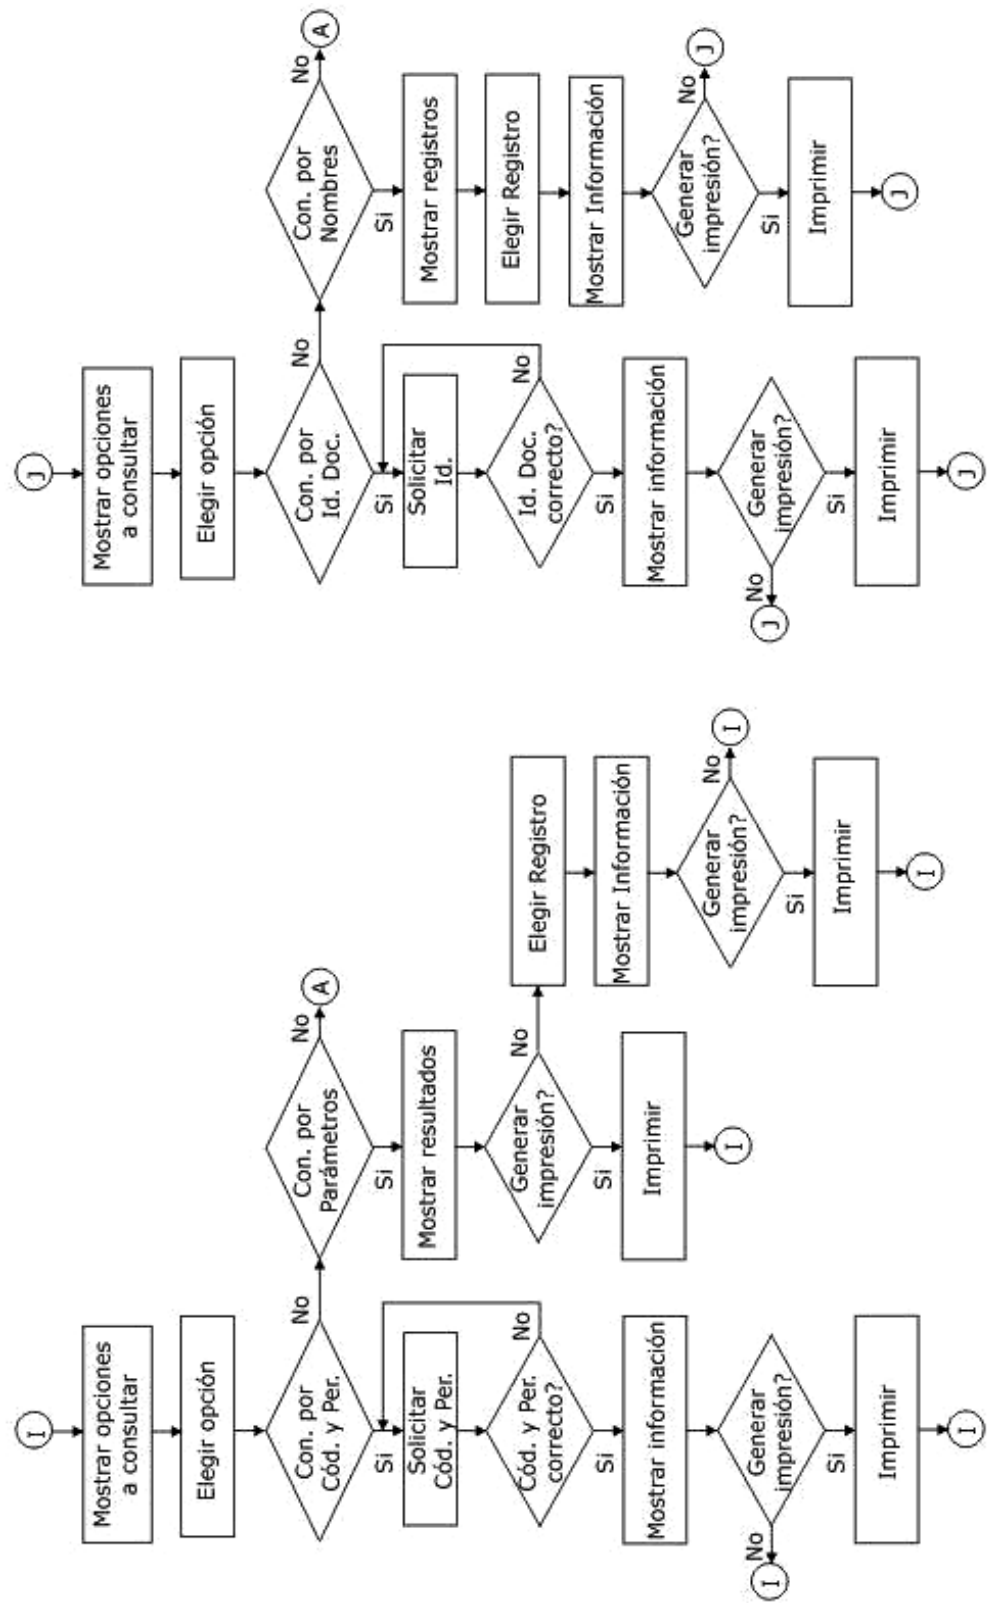 I
Mostrar opciones
a consultar
Elegir opción
Con. por
Cód. y Per.
No
Si
Solicitar
Cód. y Per.
Cód. y Per.
correcto?
No
Si
Mostrar información
Generar
impresión?
No
I
Si
Imprimir
I
Con. por
Parámetros
No
A
Si
Mostrar resultados
Generar
impresión?
No
Si
Imprimir
I
Elegir Registro
Mostrar Información
Generar
impresión?
No
I
Si
Imprimir
I
J
Mostrar opciones
a consultar
Elegir opción
Con. por
Id. Doc.
No
Si
Solicitar
Id.
Id. Doc.
correcto?
No
Si
Mostrar información
Generar
impresión?
No
J
Si
Imprimir
J
Con. por
Nombres
No
A
Si
Mostrar registros
Elegir Registro
Mostrar Información
Generar
impresión?
No
J
Si
Imprimir
J